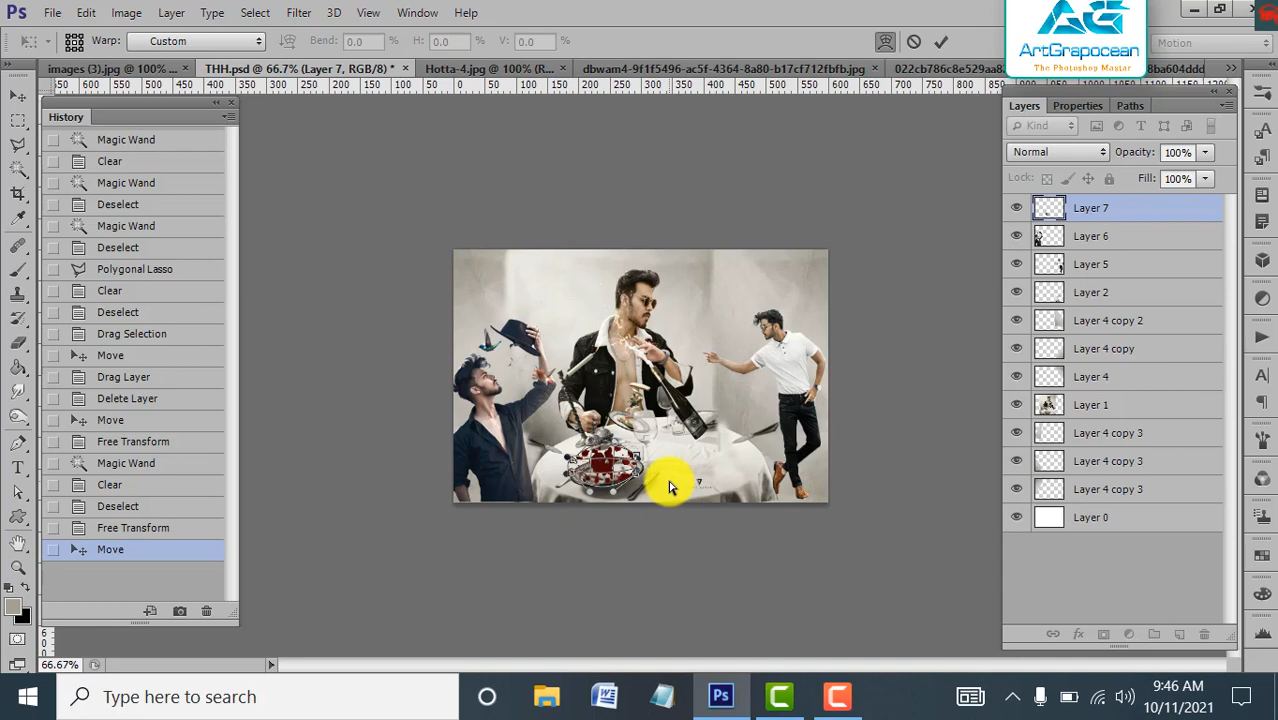 Ps File Edit Image Layer Type Select Filter 3D View Window Help
AG
ArtGrapocean
The Photoshop Master
Warp: Custom Bend: 0.0 % H: 0.0 % V: 0.0 % Motion
images (3).jpg @ 100% ... × THH.psd @ 66.7% (Layer 7, RGB/8) * × Hotta-4.jpg @ 100% (R... × dbwam4-9f1f5496-ac5f-4364-8a80-b17cf712fbfb.jpg ×
History
Magic Wand
Clear
Magic Wand
Deselect
Magic Wand
Deselect
Polygonal Lasso
Clear
Deselect
Drag Selection
Move
Drag Layer
Delete Layer
Move
Free Transform
Magic Wand
Clear
Deselect
Free Transform
Move
Layers Properties Paths
Kind
Normal Opacity: 100%
Lock: Fill: 100%
Layer 7
Layer 6
Layer 5
Layer 2
Layer 4 copy 2
Layer 4 copy
Layer 4
Layer 1
Layer 4 copy 3
Layer 4 copy 3
Layer 4 copy 3
Layer 0
66.67%
Type here to search
9:46 AM
10/11/2021